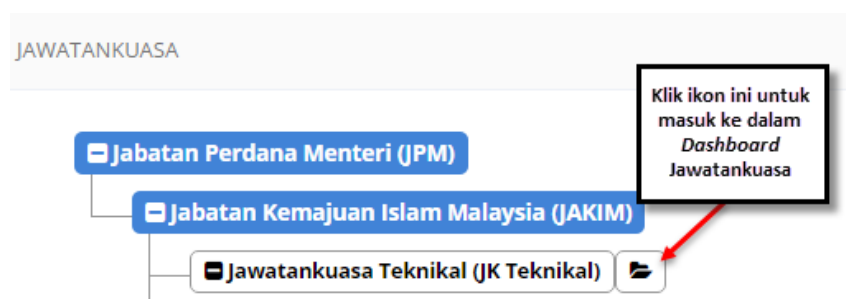 JAWATANKUASA
Klik ikon ini untuk
masuk ke dalam
Dashboard
Jawatankuasa
Jabatan Perdana Menteri (JPM)
Jabatan Kemajuan Islam Malaysia (JAKIM)
Jawatankuasa Teknikal (JK Teknikal)